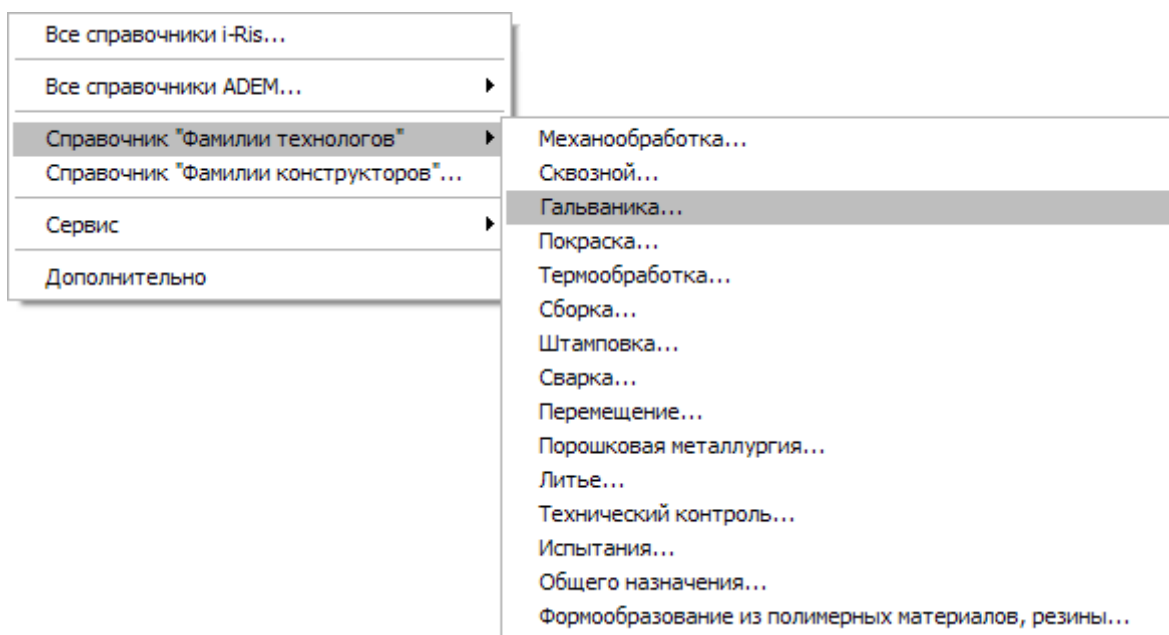 Все справочники i-Ris...
Все справочники ADEM...
Справочник "Фамилии технологов"
Справочник "Фамилии конструкторов"...
Сервис
Дополнительно
Механообработка...
Сквозной...
Гальваника...
Покраска...
Термообработка...
Сборка...
Штамповка...
Сварка...
Перемещение...
Порошковая металлургия...
Литье...
Технический контроль...
Испытания...
Общего назначения...
Формообразование из полимерных материалов, резины...